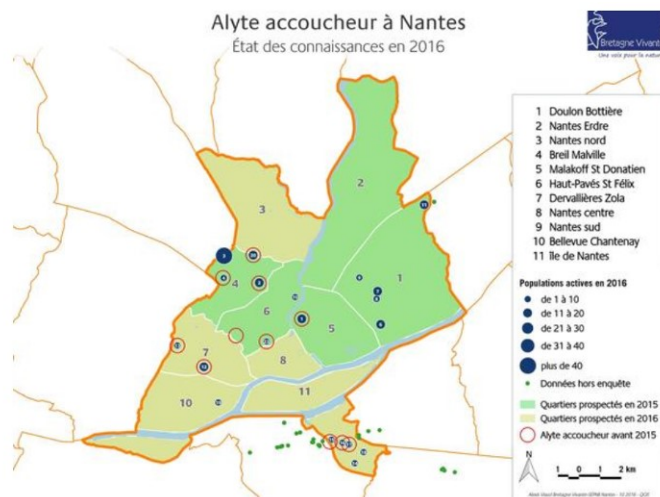 Alyte accoucheur à Nantes
État des connaissances en 2016
Bretagne Vivante
Une voix pour la nature
1 Doulon Bottière
2 Nantes Erdre
3 Nantes nord
4 Breil Malville
5 Malakoff St Donatien
6 Haut-Pavés St Félix
7 Dervallières Zola
8 Nantes centre
9 Nantes sud
10 Bellevue Chantenay
11 île de Nantes
Populations actives en 2016
de 1 à 10
de 11 à 20
de 21 à 30
de 31 à 40
plus de 40
Données hors enquête
Quartiers prospectés en 2015
Quartiers prospectés en 2016
Alyte accoucheur avant 2015
N
1 0 1 2 km
2
3
1
4
6
5
7
8
11
10